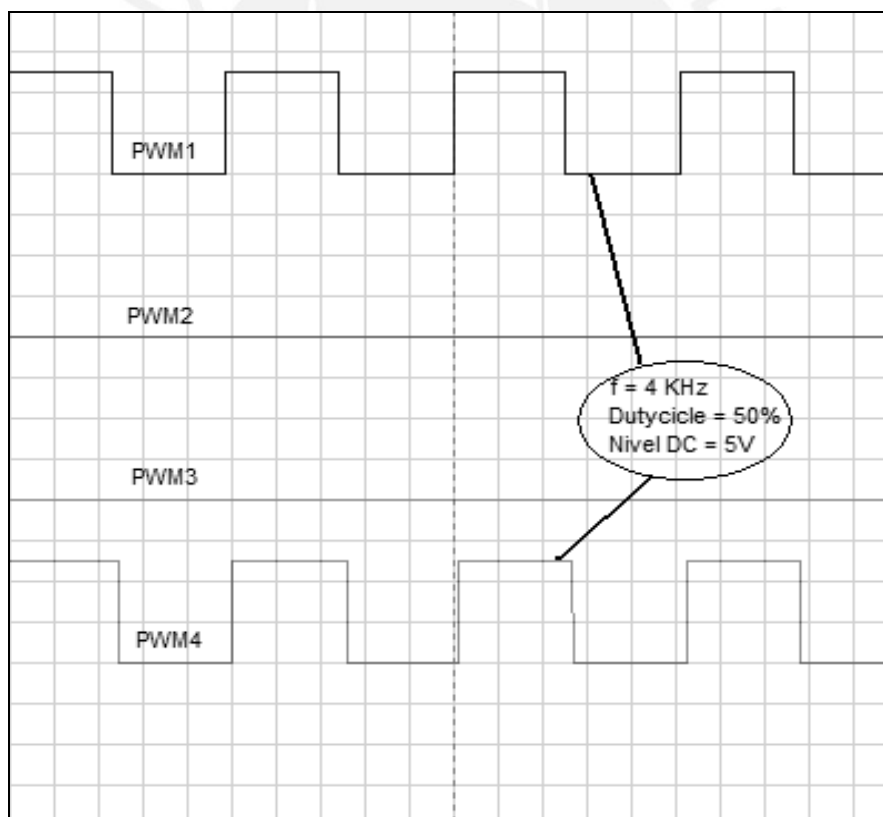 PWM1
PWM2
f = 4 KHz
Dutycicle = 50%
Nivel DC = 5V
PWM3
PWM4